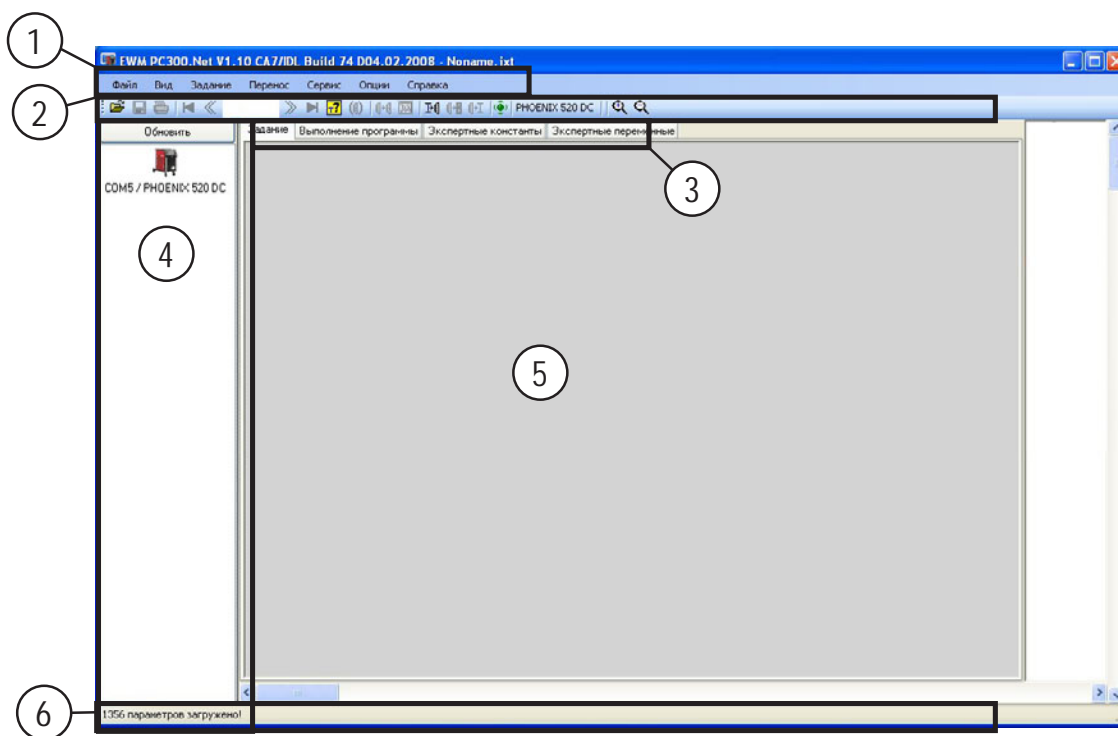 1
EWM PC300.Net V1.10 CA7/IDL Build 74 D04.07.2008 - Noname.ixt
Файл Вид Задание Перенос Сервис Опции Справка
2
PHOENIX 520 DC
Обновить
Задание Выполнение программы Экспертные константы Экспертные переменные
3
COM5 / PHOENIX 520 DC
4
5
6
1356 параметров загружено!